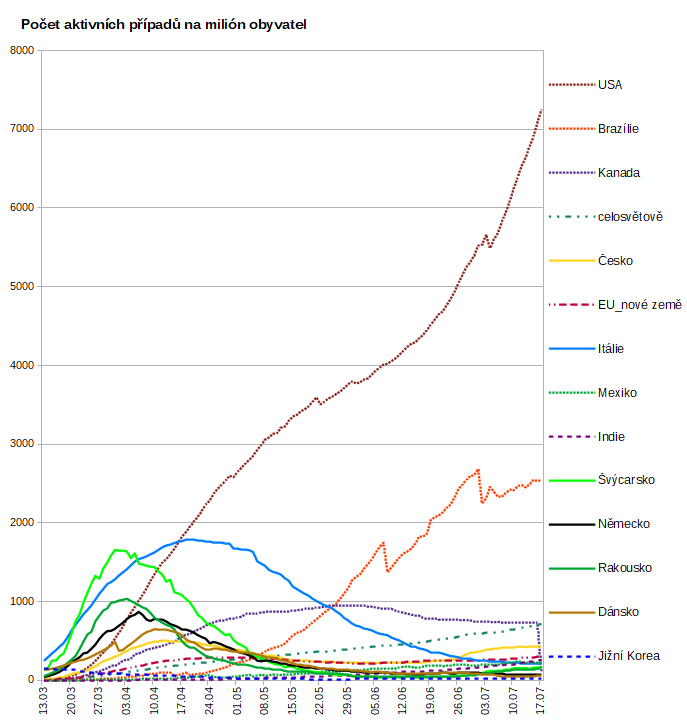 Počet aktivních případů na milión obyvatel
8000
7000
6000
5000
4000
3000
2000
1000
0
13.03
20.03
27.03
03.04
10.04
17.04
24.04
01.05
08.05
15.05
22.05
29.05
05.06
12.06
19.06
26.06
03.07
10.07
17.07
USA
Brazílie
Kanada
celosvětově
Česko
EU_nové země
Itálie
Mexiko
Indie
Švýcarsko
Německo
Rakousko
Dánsko
Jižní Korea